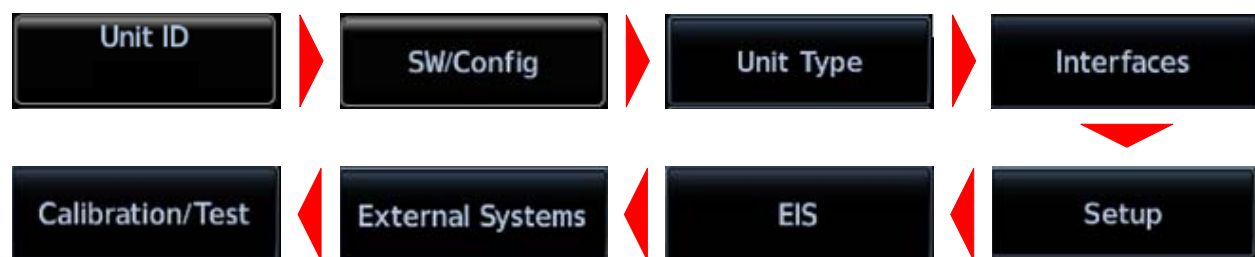 Unit ID
SW/Config
Unit Type
Interfaces
Setup
EIS
External Systems
Calibration/Test